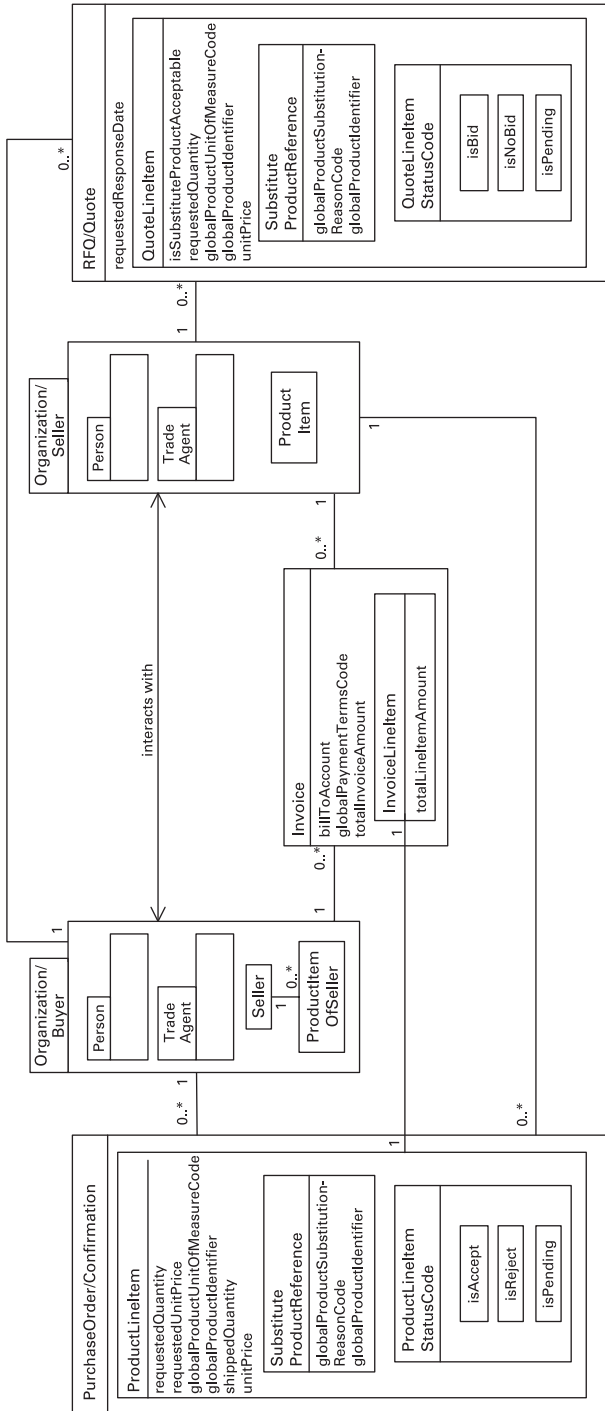 PurchaseOrder/Confirmation
ProductLineItem
requestedQuantity
requestedUnitPrice
globalProductUnitOfMeasureCode
globalProductIdentifier
shippedQuantity
unitPrice
Substitute
ProductReference
globalProductSubstitution-
ReasonCode
globalProductIdentifier
ProductLineItem
StatusCode
isAccept
isReject
isPending
0..*
1
1
0..*
Organization/
Buyer
Person
Trade
Agent
Seller
1
0..*
ProductItem
OfSeller
1
1
0..*
interacts with
Invoice
billToAccount
globalPaymentTermsCode
totalInvoiceAmount
InvoiceLineItem
totalLineItemAmount
1
0..*
1
Organization/
Seller
Person
Trade
Agent
Product
Item
1
1
0..*
0..*
RFQ/Quote
requestedResponseDate
QuoteLineItem
isSubstituteProductAcceptable
requestedQuantity
globalProductUnitOfMeasureCode
globalProductIdentifier
unitPrice
Substitute
ProductReference
globalProductSubstitution-
ReasonCode
globalProductIdentifier
QuoteLineItem
StatusCode
isBid
isNoBid
isPending